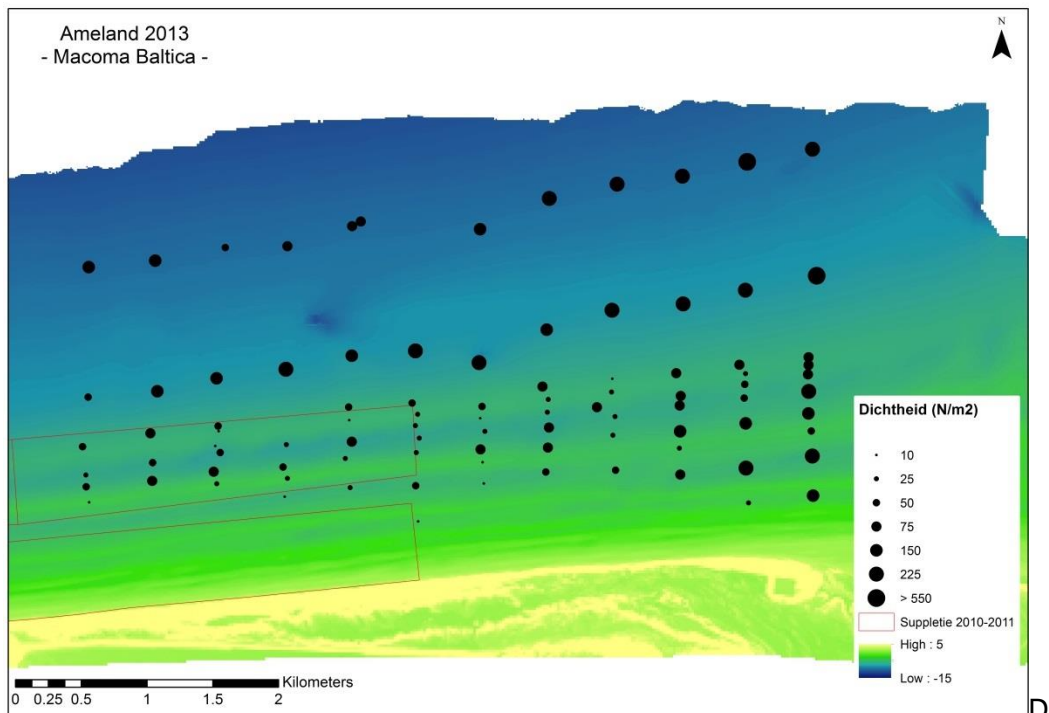 Ameland 2013
- Macoma Baltica -
N
Dichtheid (N/m2)
10
25
50
75
150
225
> 550
Suppletie 2010-2011
High : 5
Low : -15
Kilometers
0 0.25 0.5 1 1.5 2
D